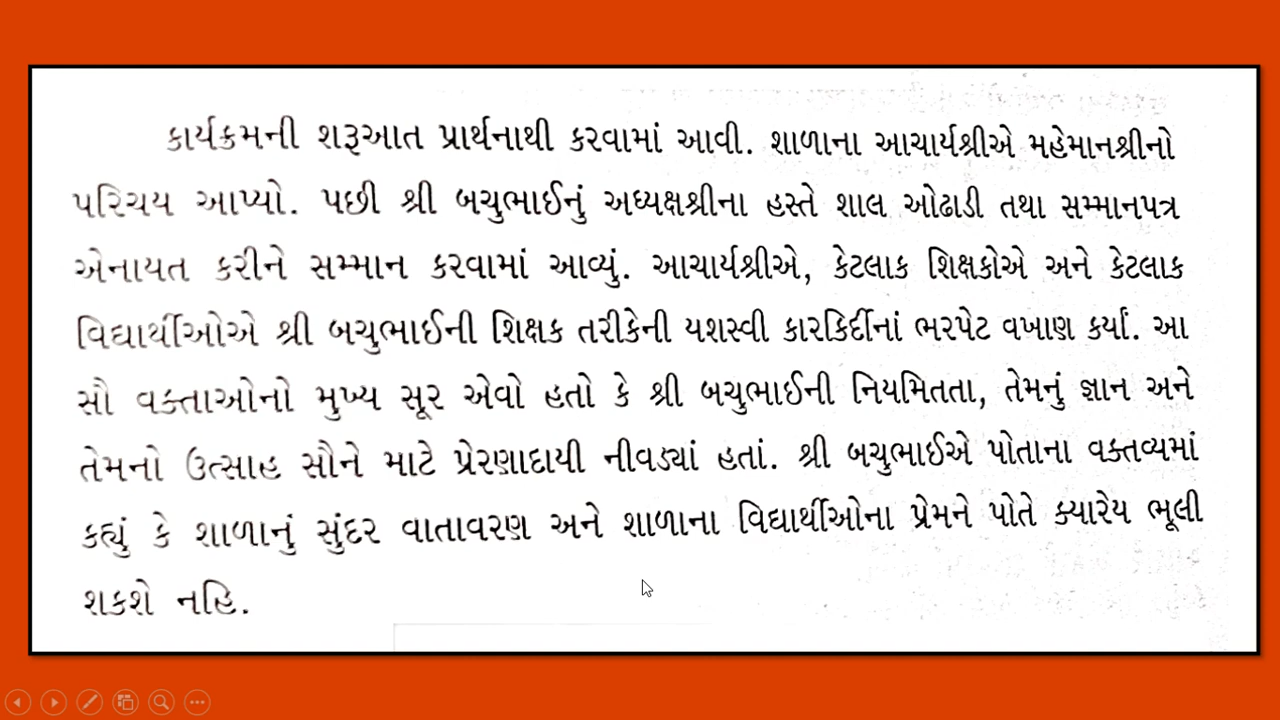 કાર્યક્રમની શરૂઆત પ્રાર્થનાથી કરવામાં આવી. શાળાના આચાર્યશ્રીએ મહેમાનશ્રીનો
પરિચય આપ્યો. પછી શ્રી બચુભાઈનું અધ્યક્ષશ્રીના હસ્તે શાલ ઓઢાડી તથા સમ્માનપત્ર
એનાયત કરીને સમ્માન કરવામાં આવ્યું. આચાર્યશ્રીએ, કેટલાક શિક્ષકોએ અને કેટલાક
વિદ્યાર્થીઓએ શ્રી બચુભાઈની શિક્ષક તરીકેની યશસ્વી કારકિર્દીનાં ભરપેટ વખાણ કર્યાં. આ
સૌ વક્તાઓનો મુખ્ય સૂર એવો હતો કે શ્રી બચુભાઈની નિયમિતતા, તેમનું જ્ઞાન અને
તેમનો ઉત્સાહ સૌને માટે પ્રેરણાદાયી નીવડ્યાં હતાં. શ્રી બચુભાઈએ પોતાના વક્તવ્યમાં
કહ્યું કે શાળાનું સુંદર વાતાવરણ અને શાળાના વિદ્યાર્થીઓના પ્રેમને પોતે ક્યારેય ભૂલી
શકશે નહિ.